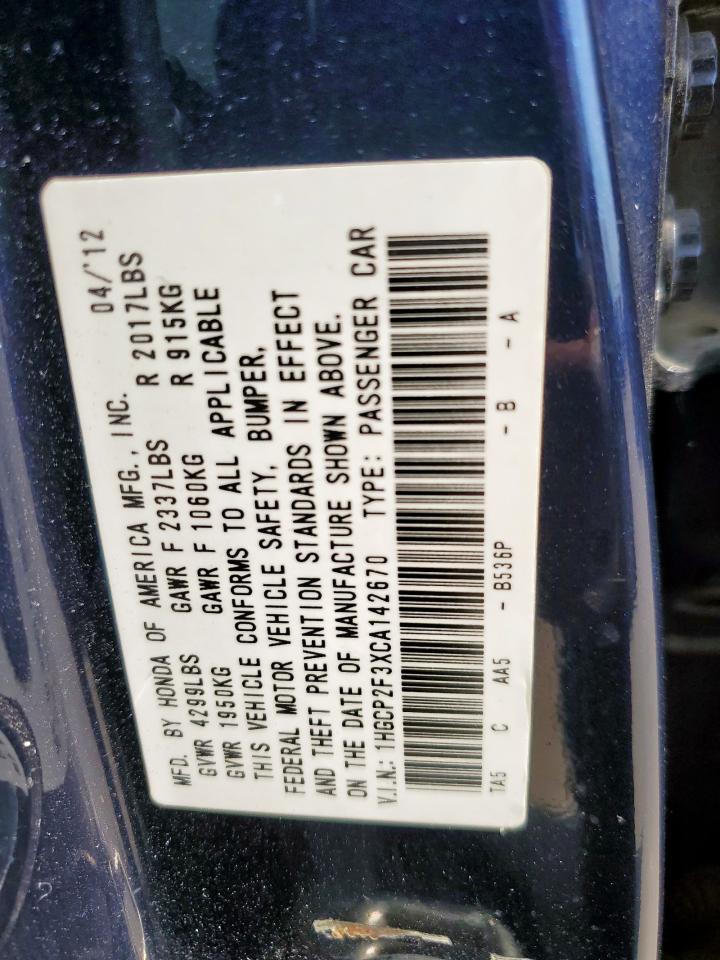 MFD. BY HONDA OF AMERICA MFG., INC. 04/'12
GVWR 4299LBS GAWR F 2337LBS R 2017LBS
GVWR 1950KG GAWR F 1060KG R 915KG
THIS VEHICLE CONFORMS TO ALL APPLICABLE
FEDERAL MOTOR VEHICLE SAFETY, BUMPER,
AND THEFT PREVENTION STANDARDS IN EFFECT
ON THE DATE OF MANUFACTURE SHOWN ABOVE.
V.I.N.: 1HGCP2F3XCA142670 TYPE: PASSENGER CAR
TA5 C AA5 - B536P - B - A